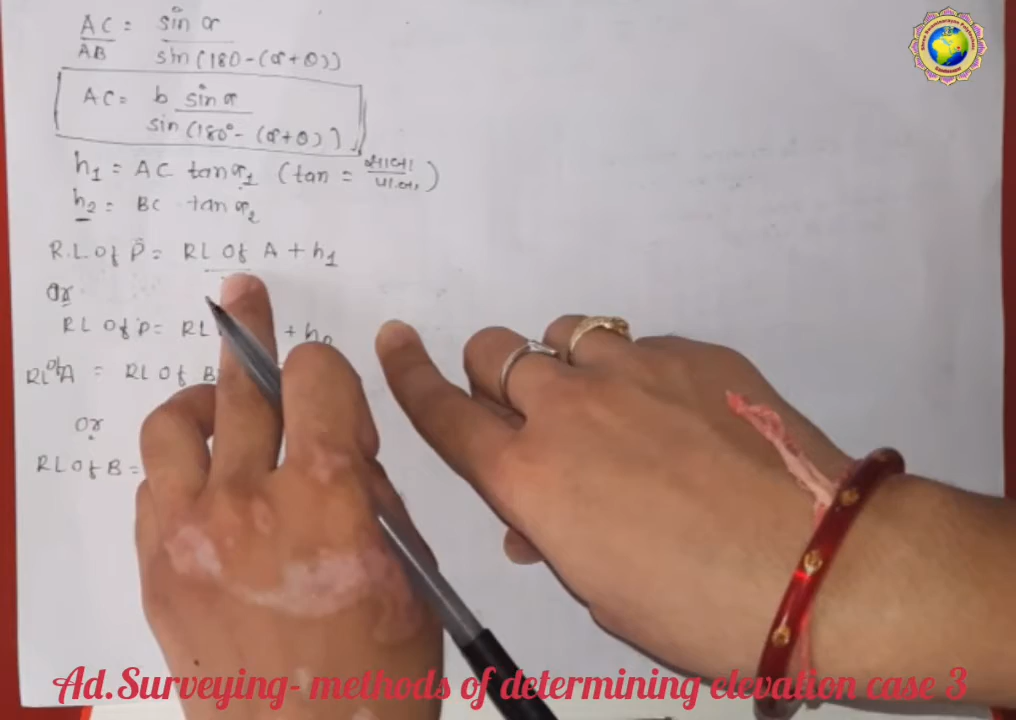 AC/AB = sin α / sin (180 - (α + θ))
AC = b sin α / sin (180° - (α + θ))
h1 = AC tan α1 (tan = સા.બા / પા.બા.)
h2 = BC tan α2
R.L of P = RL of A + h1
or
RL of P = RL + h2
RL of A = RL of B
or
RL of B =
Ad.Surveying- methods of determining elevation case 3